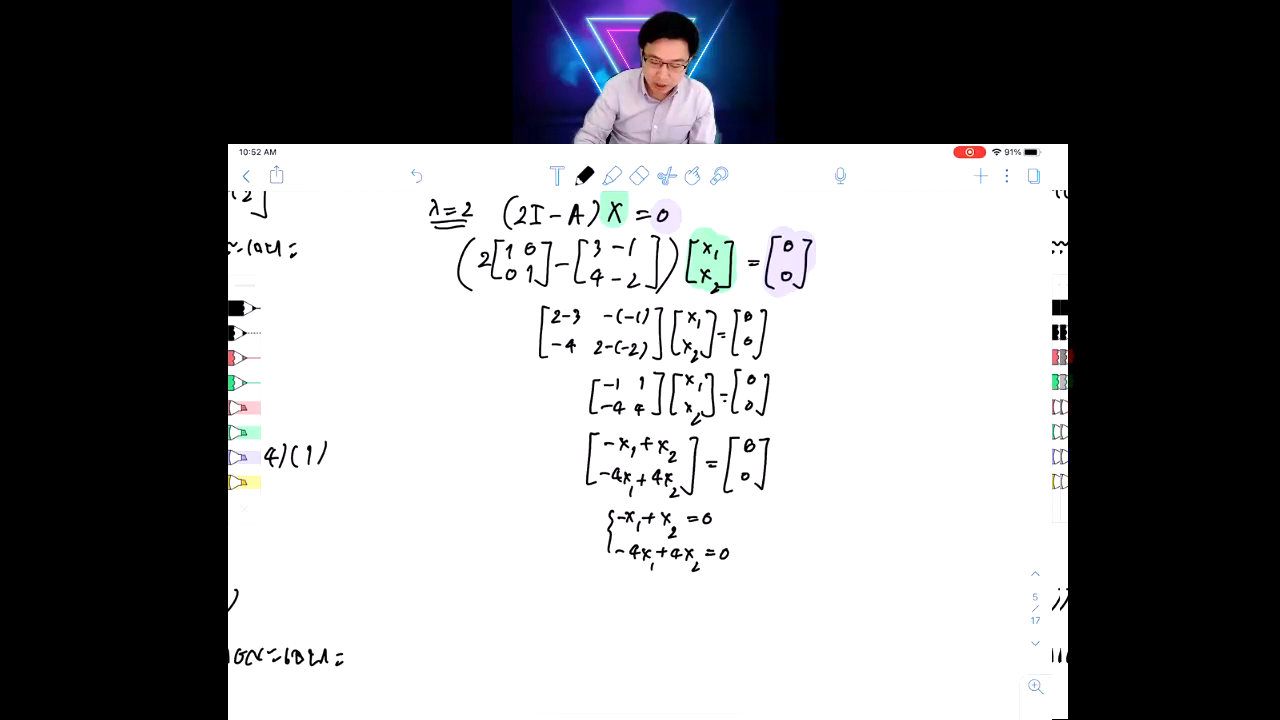 10:52 AM
91%
T
2]
λ=2 (2I-A)X=0
(2[1 0; 0 1]-[3 -1; 4 -2])[x₁; x₂]=[0; 0]
[2-3 -(-1); -4 2-(-2)][x₁; x₂]=[0; 0]
[-1 1; -4 4][x₁; x₂]=[0; 0]
[-x₁+x₂; -4x₁+4x₂]=[0; 0]
4)(1)
{-x₁+x₂=0
-4x₁+4x₂=0
5
/
17